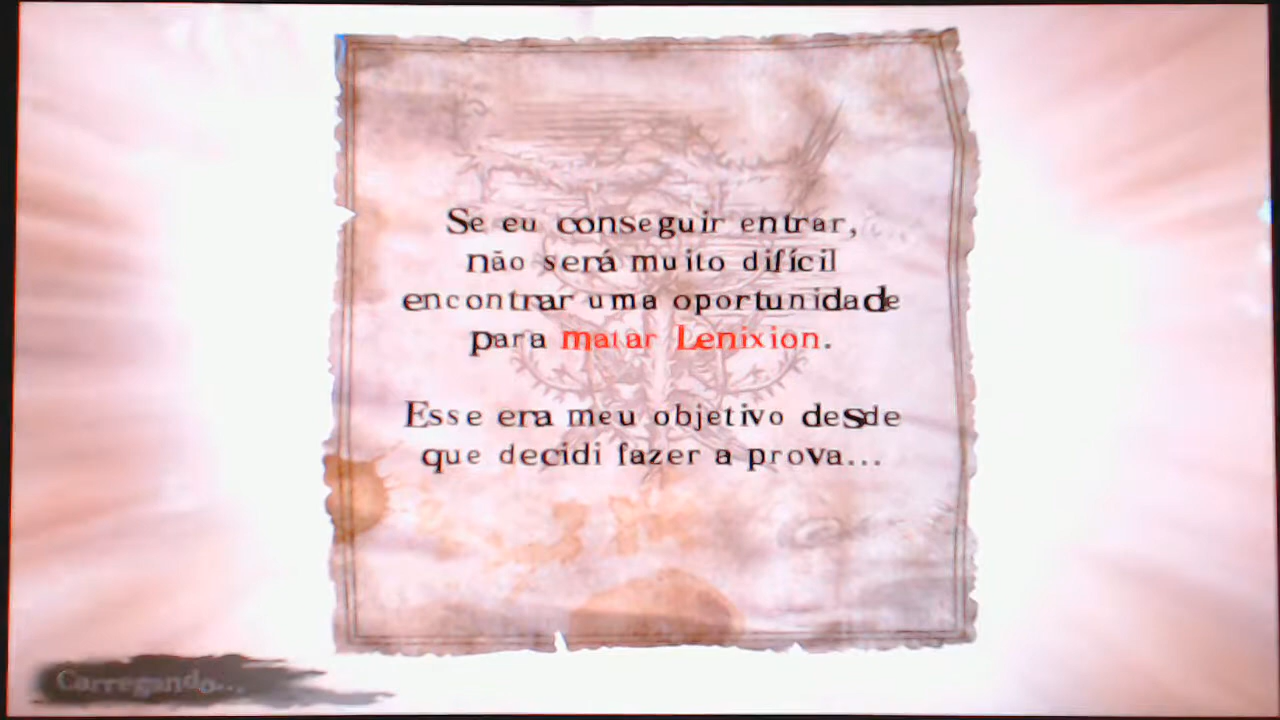 Se eu conseguir entrar,
não será muito difícil
encontrar uma oportunidade
para matar Lenixion.
Esse era meu objetivo desde
que decidi fazer a prova...
Carregando...